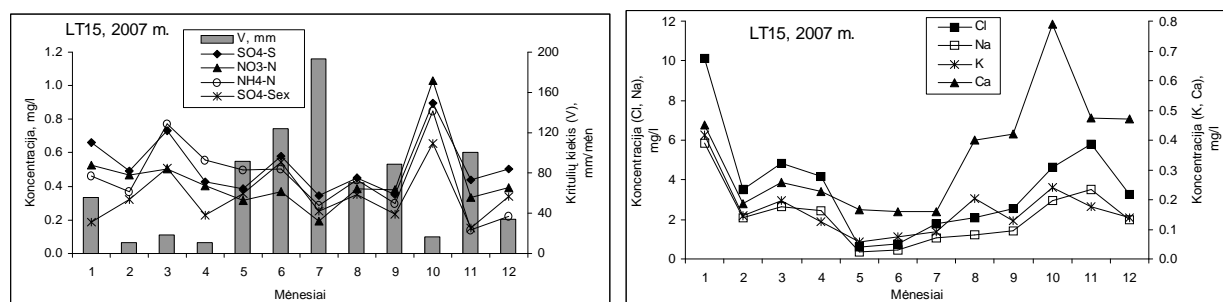 LT15, 2007 m.
V, mm
SO4-S
NO3-N
NH4-N
SO4-Sex
Koncentracija, mg/l
1.2
1.0
0.8
0.6
0.4
0.2
0.0
200
160
120
80
40
0
Kritulių kiekis (V),
mm/mėn
1 2 3 4 5 6 7 8 9 10 11 12
Mėnesiai
LT15, 2007 m.
Cl
Na
K
Ca
Koncentracija (Cl, Na),
mg/l
12
10
8
6
4
2
0
0.8
0.7
0.6
0.5
0.4
0.3
0.2
0.1
0.0
Koncentracija (K, Ca),
mg/l
1 2 3 4 5 6 7 8 9 10 11 12
Mėnesiai